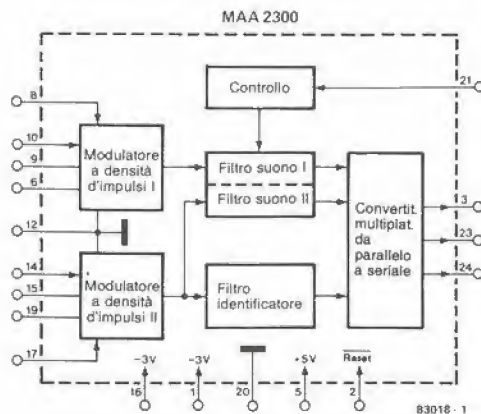 MAA 2300
8
10
9
6
12
14
15
19
17
Modulatore
a densità
d'impulsi I
Modulatore
a densità
d'impulsi II
Controllo
Filtro suono I
Filtro suono II
Filtro
identificatore
Convertit.
multiplat.
da
parallelo
a seriale
21
3
23
24
-3V
-3V
+5V
Reset
16
1
20
5
2
83018 - 1